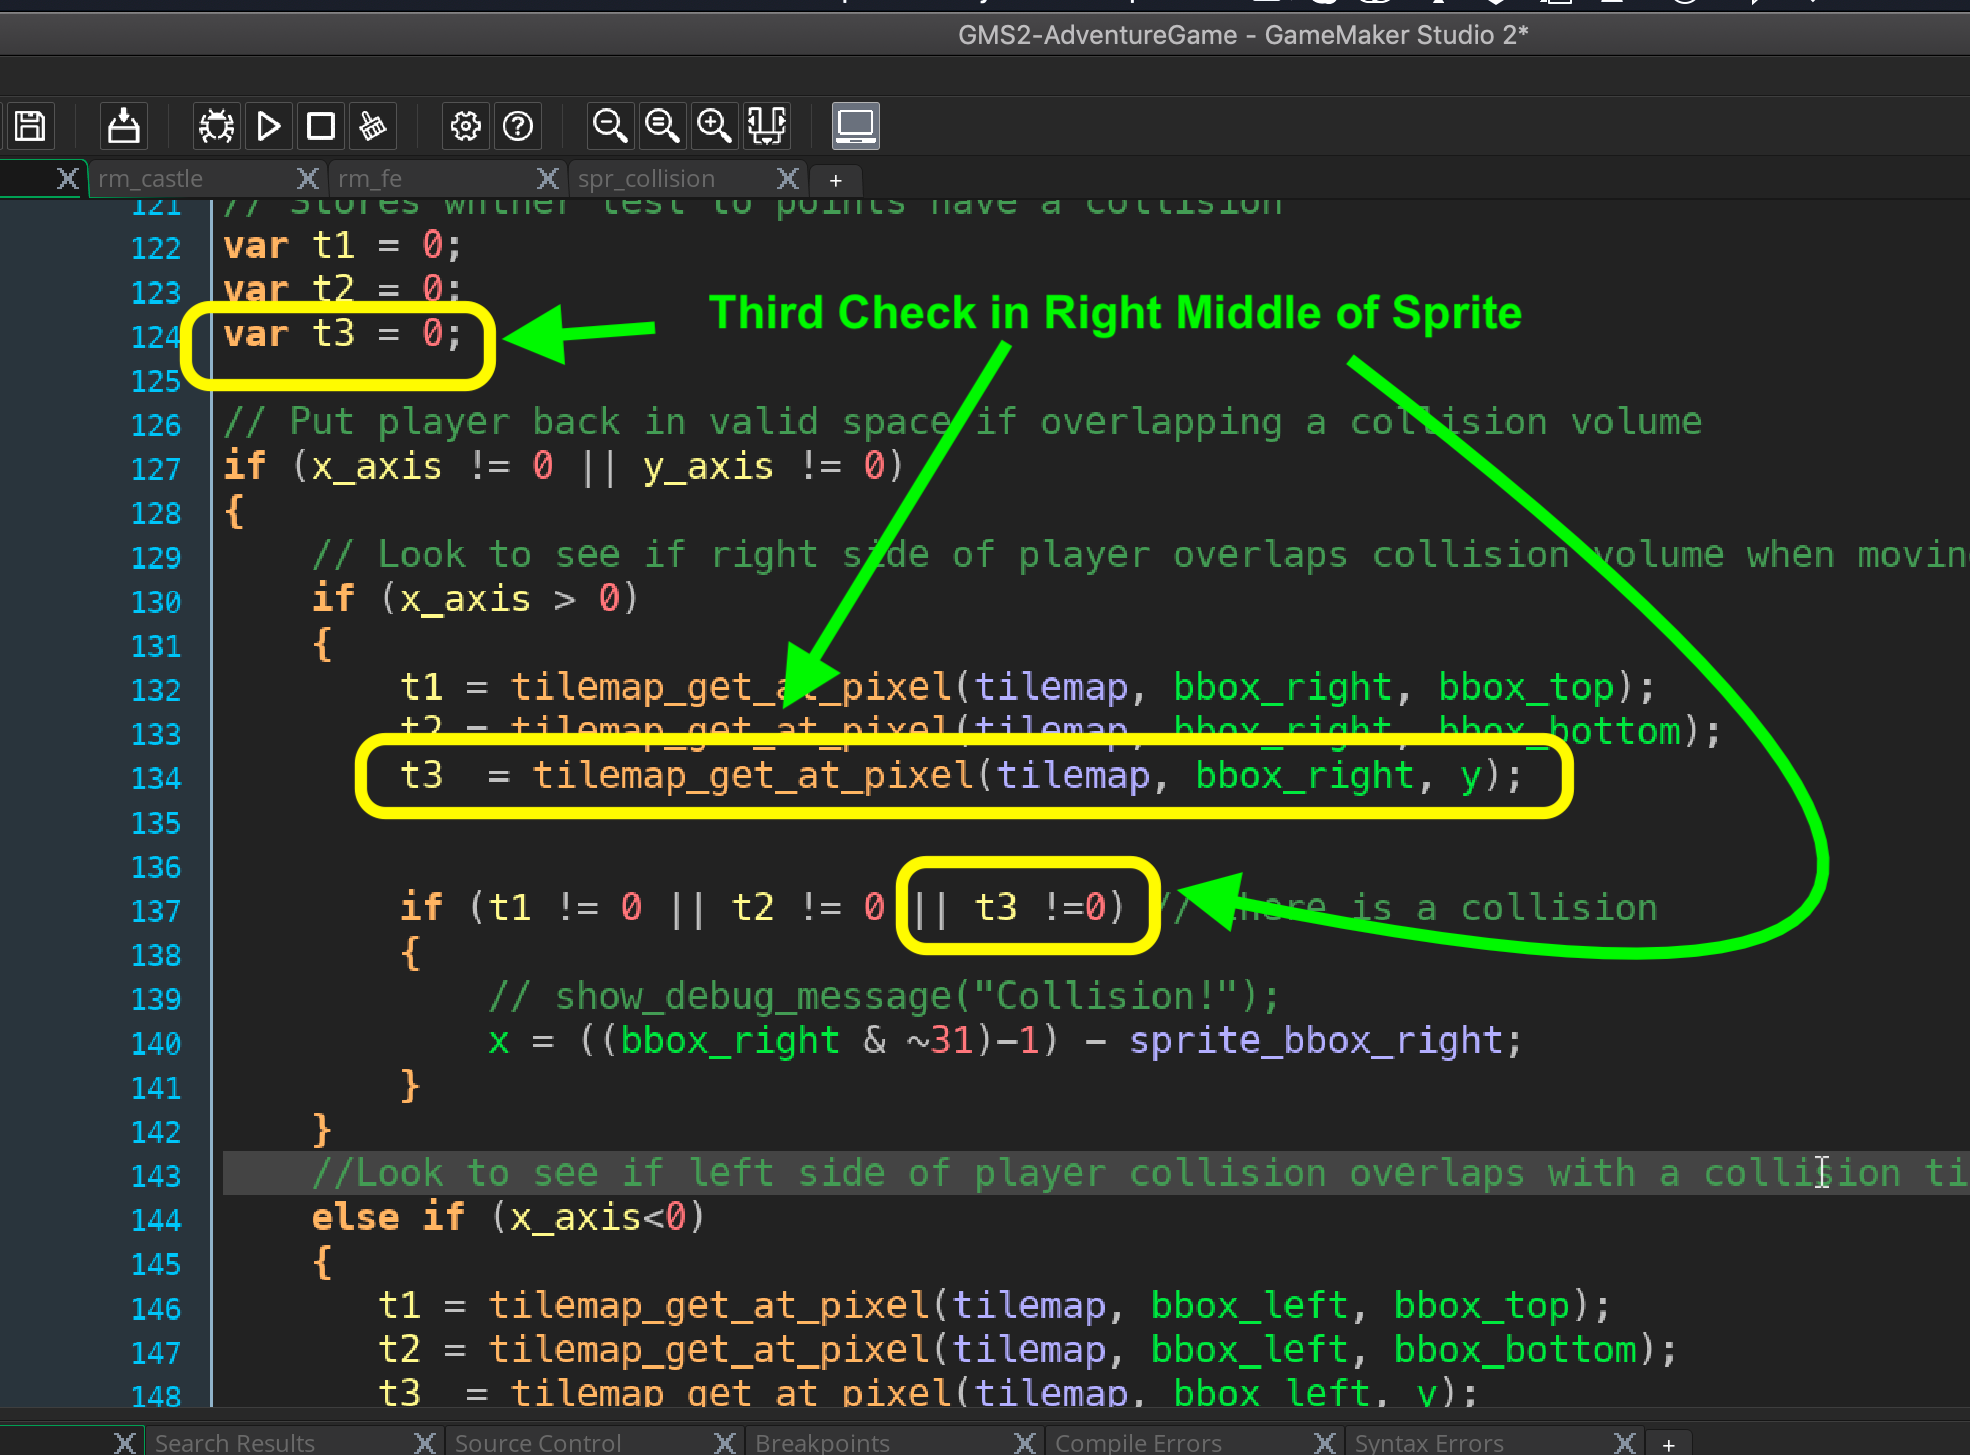 GMS2-AdventureGame - GameMaker Studio 2*
rm_castle
rm_fe
spr_collision
+
121 // Stores wither test to points have a collision
122 var t1 = 0;
123 var t2 = 0;
124 var t3 = 0;
Third Check in Right Middle of Sprite
125
126 // Put player back in valid space if overlapping a collision volume
127 if (x_axis != 0 || y_axis != 0)
128 {
129 // Look to see if right side of player overlaps collision volume when movin
130 if (x_axis > 0)
131 {
132 t1 = tilemap_get_at_pixel(tilemap, bbox_right, bbox_top);
133 t2 = tilemap_get_at_pixel(tilemap, bbox_right, bbox_bottom);
134 t3  = tilemap_get_at_pixel(tilemap, bbox_right, y);
135
136
137 if (t1 != 0 || t2 != 0 || t3 !=0) // there is a collision
138 {
139 // show_debug_message("Collision!");
140 x = ((bbox_right & ~31)-1) - sprite_bbox_right;
141 }
142 }
143 //Look to see if left side of player collision overlaps with a collision ti
144 else if (x_axis<0)
145 {
146 t1 = tilemap_get_at_pixel(tilemap, bbox_left, bbox_top);
147 t2 = tilemap_get_at_pixel(tilemap, bbox_left, bbox_bottom);
148 t3  = tilemap_get_at_pixel(tilemap, bbox_left, y);
Search Results
Source Control
Breakpoints
Compile Errors
Syntax Errors
+